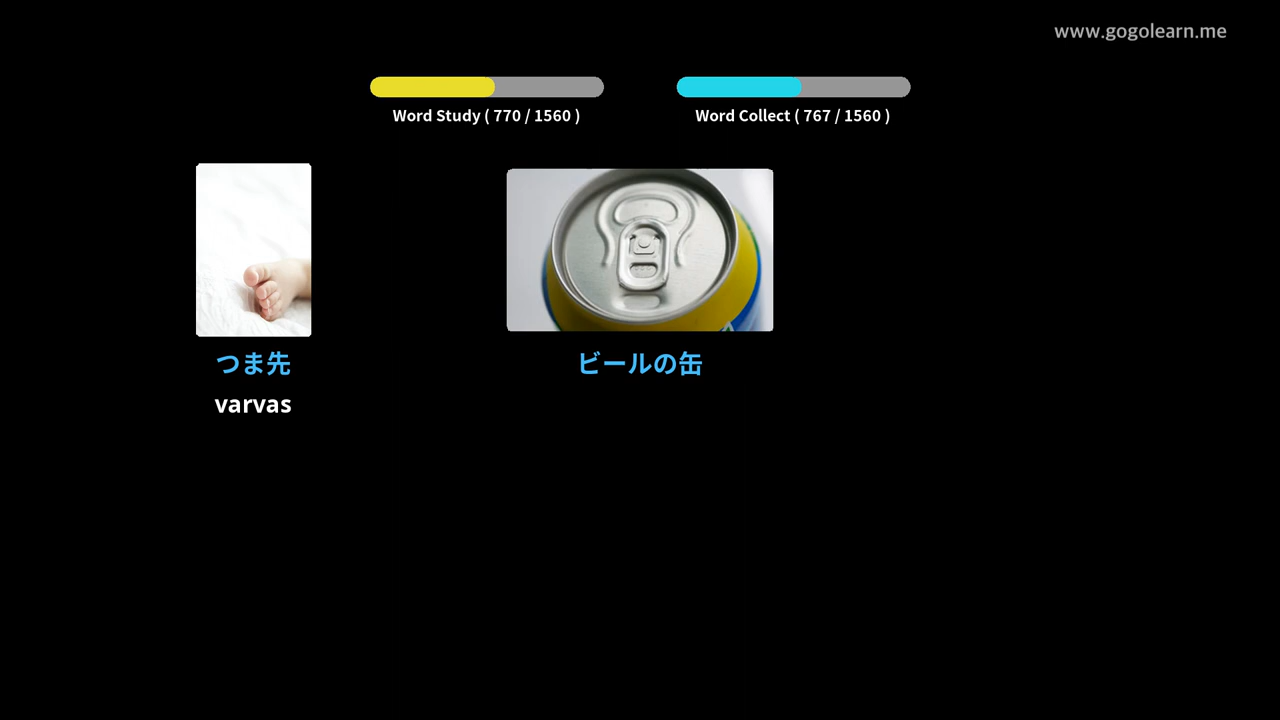 www.gogolearn.me
Word Study ( 770 / 1560 )
Word Collect ( 767 / 1560 )
つま先
varvas
ビールの缶